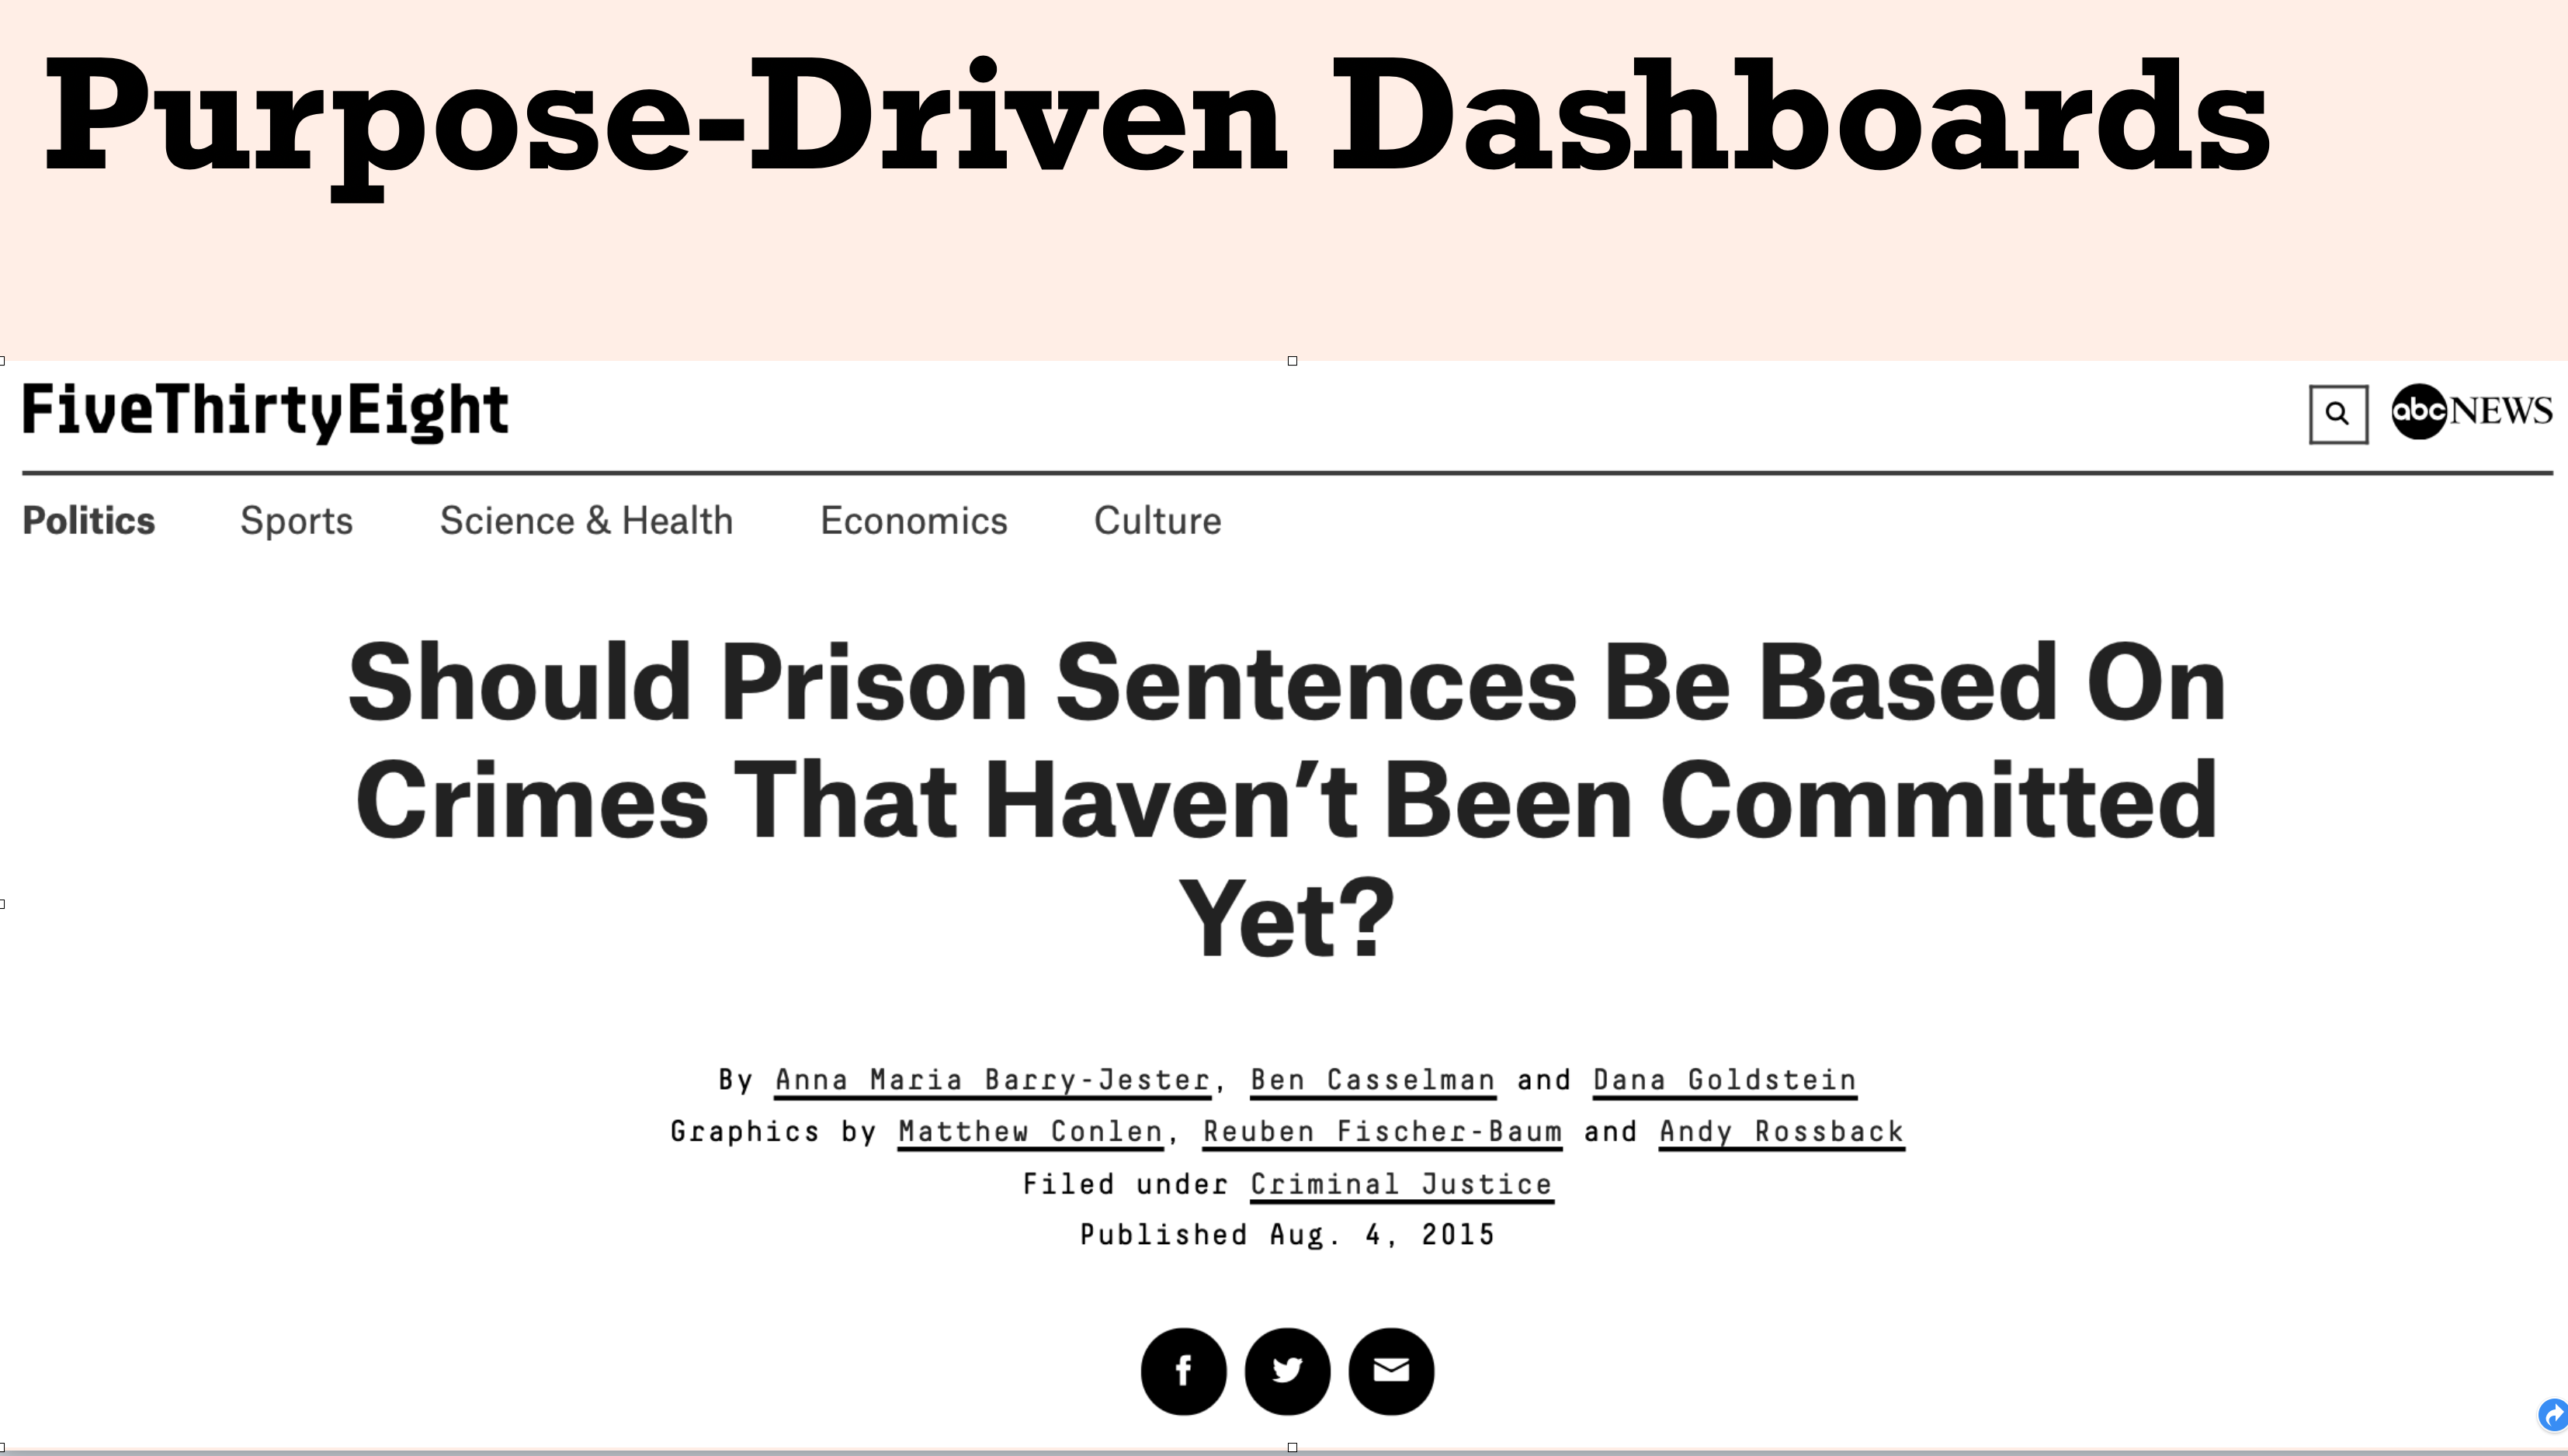 Purpose-Driven Dashboards
FiveThirtyEight
abc NEWS
Politics Sports Science & Health Economics Culture
Should Prison Sentences Be Based On
Crimes That Haven’t Been Committed
Yet?
By Anna Maria Barry-Jester, Ben Casselman and Dana Goldstein
Graphics by Matthew Conlen, Reuben Fischer-Baum and Andy Rossback
Filed under Criminal Justice
Published Aug. 4, 2015